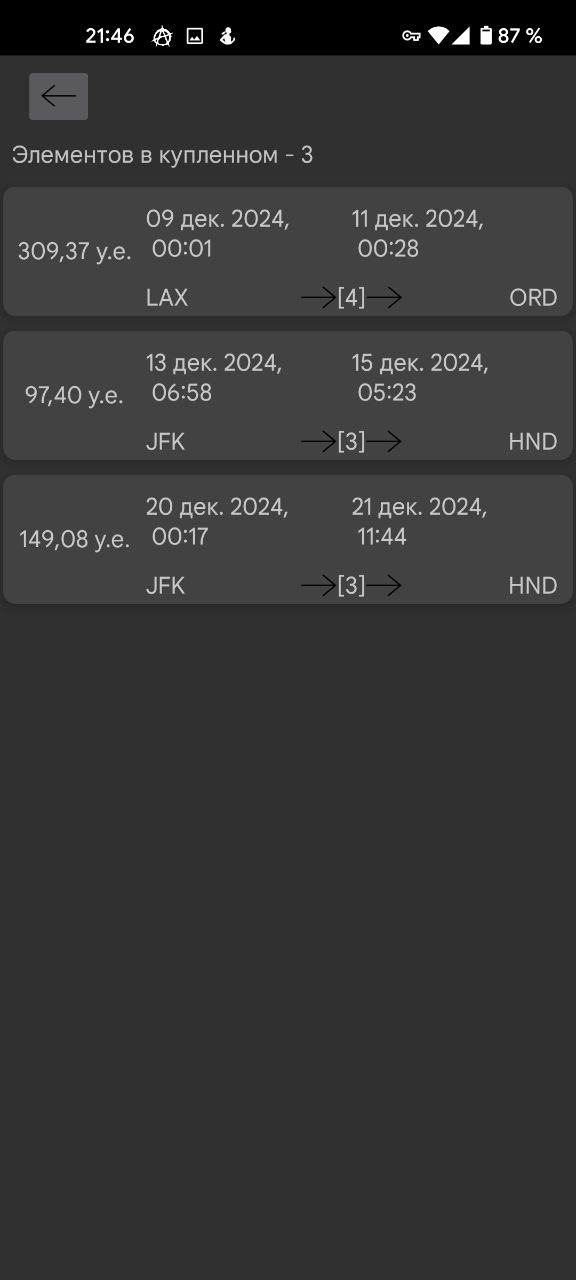 21:46 87 %
Элементов в купленном - 3
309,37 у.е.
09 дек. 2024,
00:01
11 дек. 2024,
00:28
LAX [4] ORD
97,40 у.е.
13 дек. 2024,
06:58
15 дек. 2024,
05:23
JFK [3] HND
149,08 у.е.
20 дек. 2024,
00:17
21 дек. 2024,
11:44
JFK [3] HND